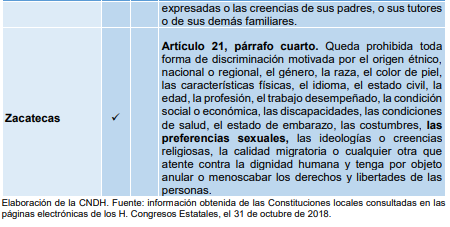 expresadas o las creencias de sus padres, o sus tutores
o de sus demás familiares.
Artículo 21, párrafo cuarto. Queda prohibida toda
forma de discriminación motivada por el origen étnico,
nacional o regional, el género, la raza, el color de piel,
las características físicas, el idioma, el estado civil, la
edad, la profesión, el trabajo desempeñado, la condición
social o económica, las discapacidades, las condiciones
de salud, el estado de embarazo, las costumbres, las
Zacatecas ✓ preferencias sexuales, las ideologías o creencias
religiosas, la calidad migratoria o cualquier otra que
atente contra la dignidad humana y tenga por objeto
anular o menoscabar los derechos y libertades de las
personas.
Elaboración de la CNDH. Fuente: información obtenida de las Constituciones locales consultadas en las
páginas electrónicas de los H. Congresos Estatales, el 31 de octubre de 2018.